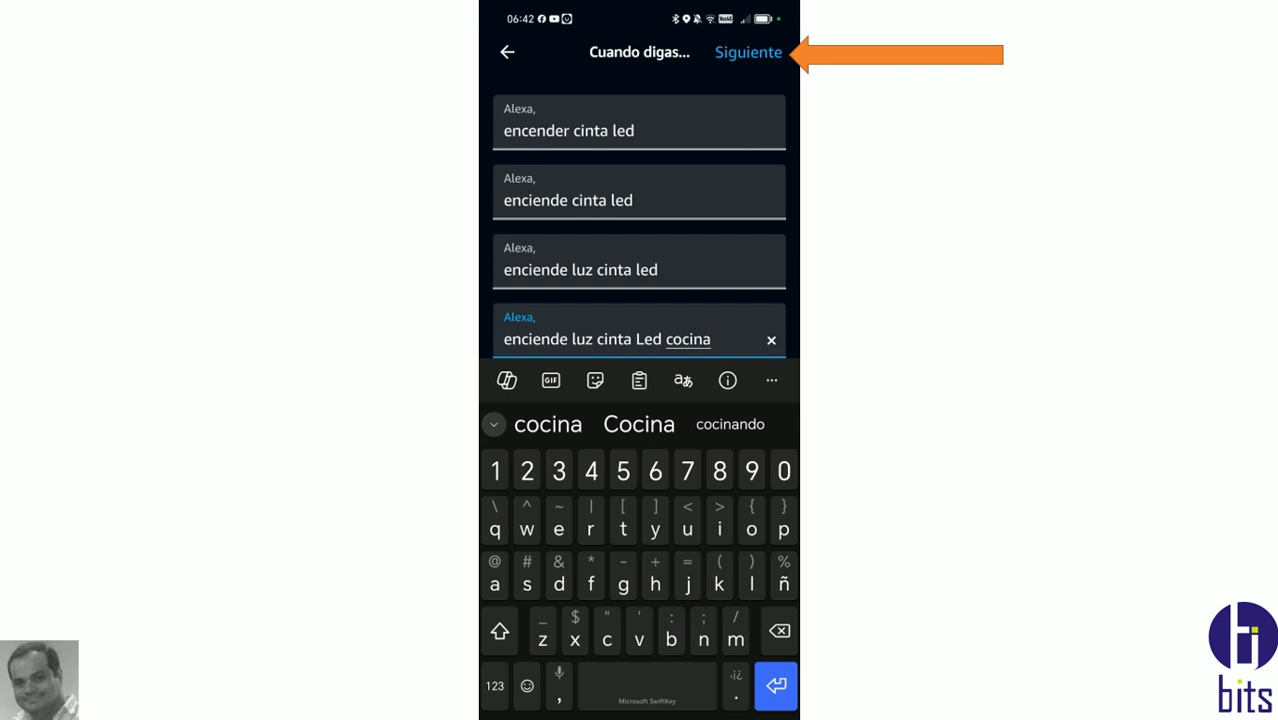 06:42
Cuando digas... Siguiente
Alexa,
encender cinta led
Alexa,
enciende cinta led
Alexa,
enciende luz cinta led
Alexa,
enciende luz cinta Led cocina
GIF
cocina Cocina cocinando
1 2 3 4 5 6 7 8 9 0
\ ^ ~ | [ ] < > { }
q w e r t y u i o p
@ # & * - + = ( ) %
a s d f g h j k l ñ
_ $ " ' : ; /
z x c v b n m
123 , Microsoft SwiftKey .
bits